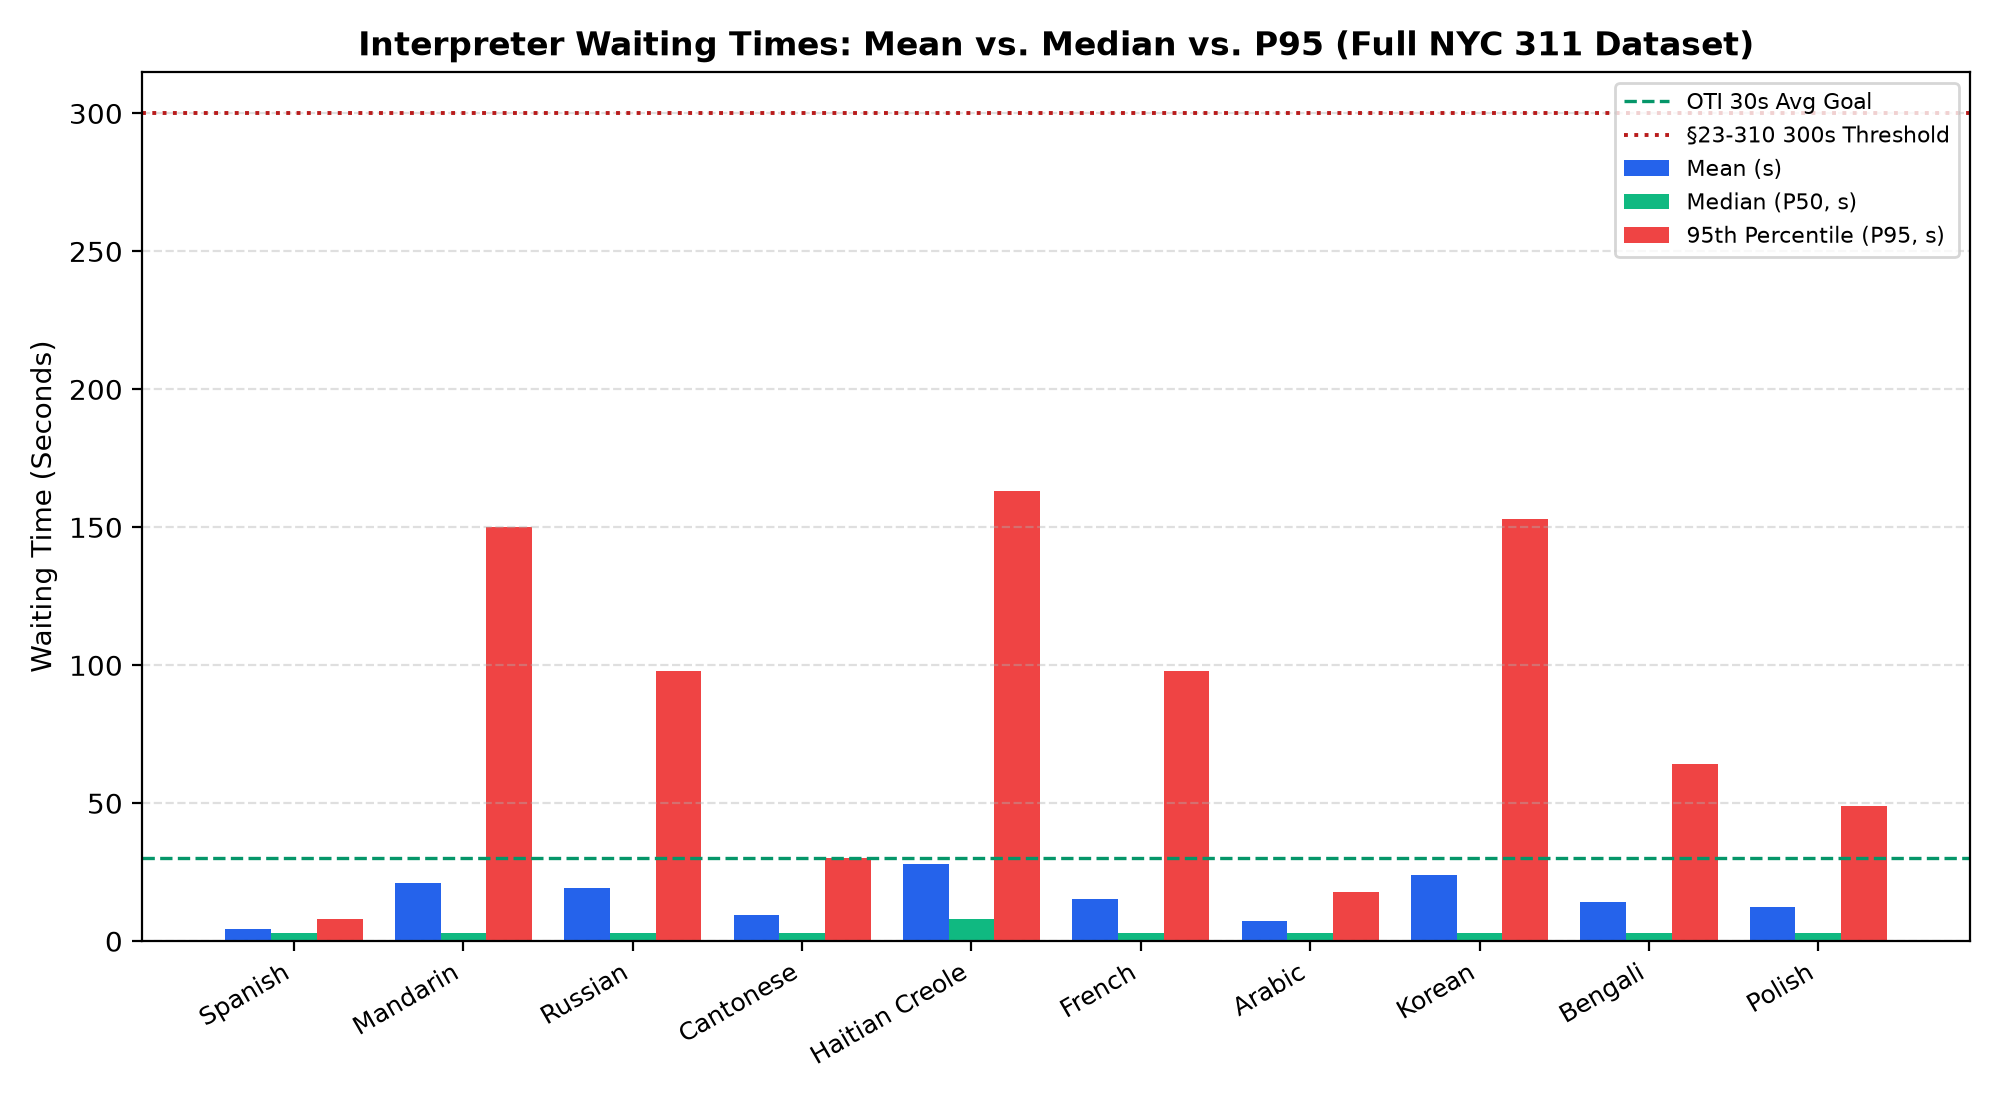 Interpreter Waiting Times: Mean vs. Median vs. P95 (Full NYC 311 Dataset)
OTI 30s Avg Goal
§23-310 300s Threshold
Mean (s)
Median (P50, s)
95th Percentile (P95, s)
Waiting Time (Seconds)
300
250
200
150
100
50
0
Spanish
Mandarin
Russian
Cantonese
Haitian Creole
French
Arabic
Korean
Bengali
Polish